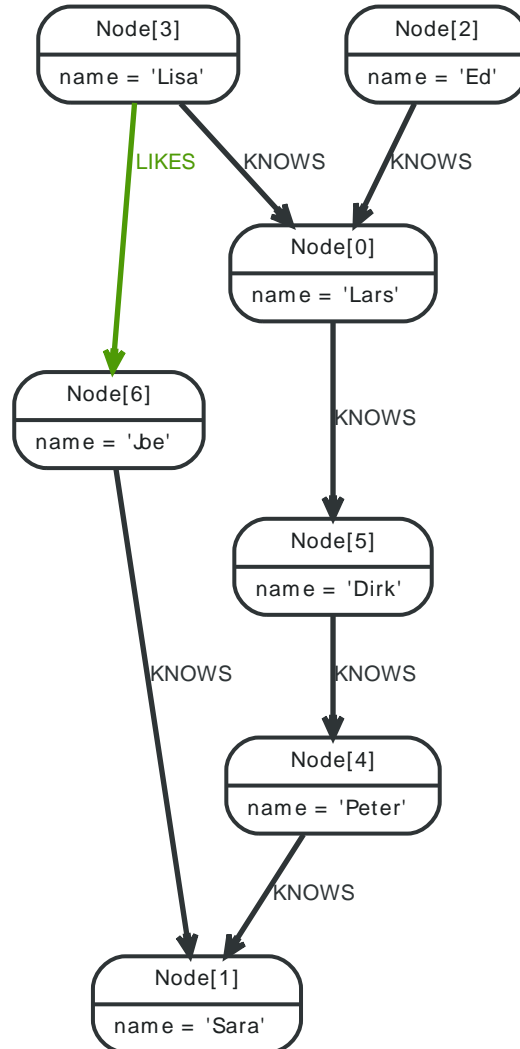 Node[3]
name = 'Lisa'
Node[2]
name = 'Ed'
LIKES
KNOWS
KNOWS
Node[0]
name = 'Lars'
Node[6]
name = 'Joe'
KNOWS
Node[5]
name = 'Dirk'
KNOWS
KNOWS
Node[4]
name = 'Peter'
KNOWS
Node[1]
name = 'Sara'